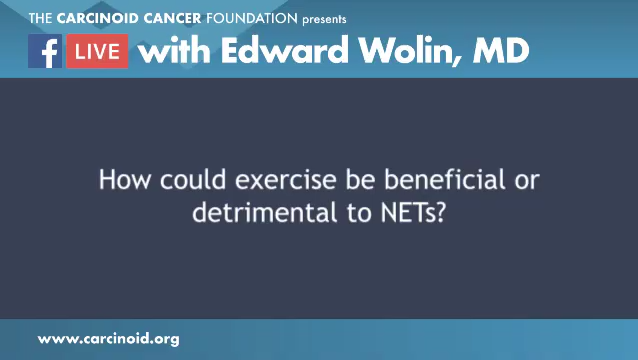 THE CARCINOID CANCER FOUNDATION presents
f LIVE with Edward Wolin, MD
How could exercise be beneficial or
detrimental to NETs?
www.carcinoid.org